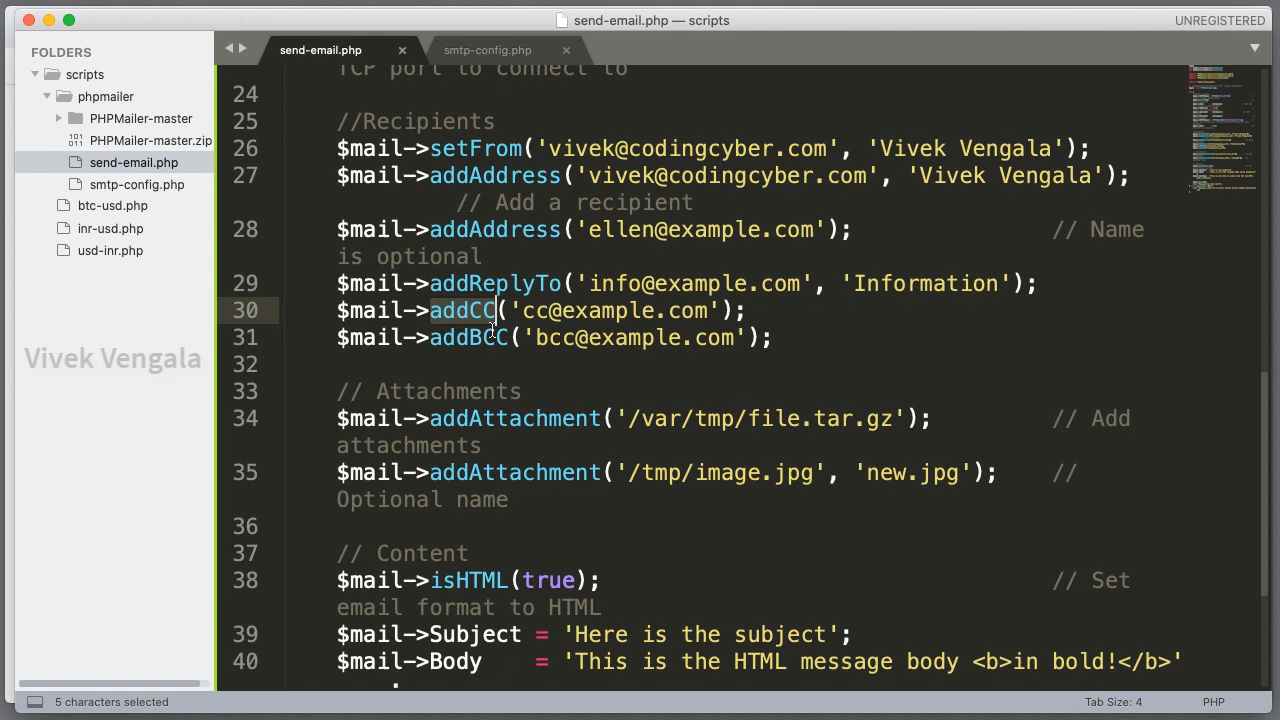 send-email.php — scripts
UNREGISTERED
FOLDERS
scripts
phpmailer
PHPMailer-master
PHPMailer-master.zip
send-email.php
smtp-config.php
btc-usd.php
inr-usd.php
usd-inr.php
Vivek Vengala
send-email.php
smtp-config.php
TCP port to connect to
24
25 //Recipients
26 $mail->setFrom('vivek@codingcyber.com', 'Vivek Vengala');
27 $mail->addAddress('vivek@codingcyber.com', 'Vivek Vengala');
// Add a recipient
28 $mail->addAddress('ellen@example.com'); // Name
is optional
29 $mail->addReplyTo('info@example.com', 'Information');
30 $mail->addCC('cc@example.com');
31 $mail->addBCC('bcc@example.com');
32
33 // Attachments
34 $mail->addAttachment('/var/tmp/file.tar.gz'); // Add
attachments
35 $mail->addAttachment('/tmp/image.jpg', 'new.jpg'); //
Optional name
36
37 // Content
38 $mail->isHTML(true); // Set
email format to HTML
39 $mail->Subject = 'Here is the subject';
40 $mail->Body = 'This is the HTML message body <b>in bold!</b>'
5 characters selected
Tab Size: 4
PHP